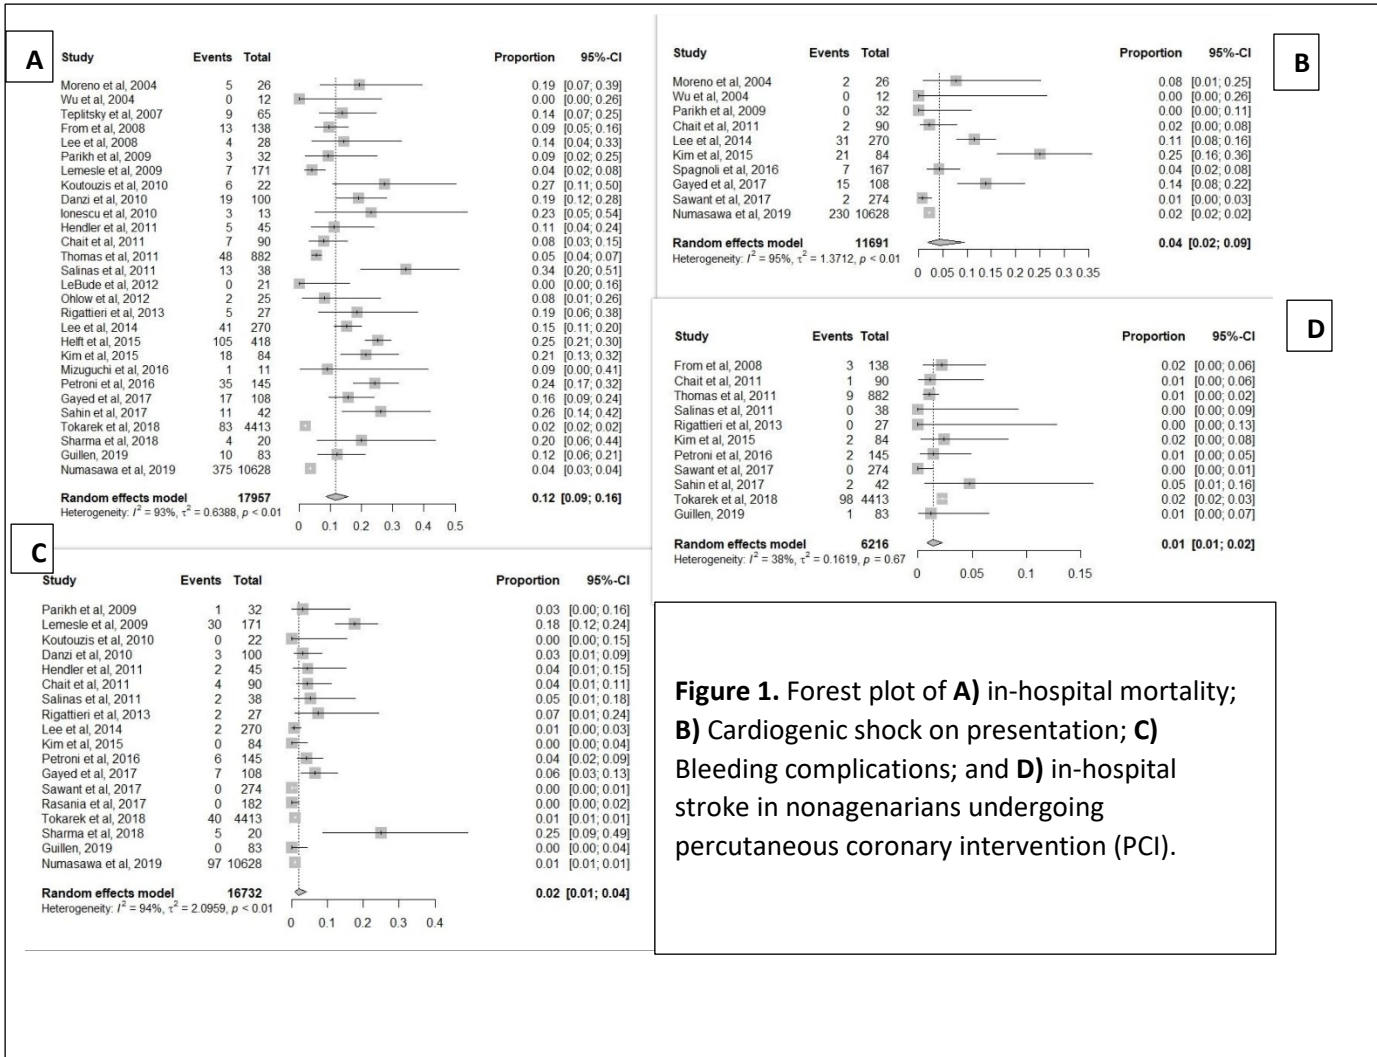 A
Study Events Total Proportion 95%-CI
Moreno et al, 2004 5 26 0.19 [0.07; 0.39]
Wu et al, 2004 0 12 0.00 [0.00; 0.26]
Teplitsky et al, 2007 9 65 0.14 [0.07; 0.25]
From et al, 2008 13 138 0.09 [0.05; 0.16]
Lee et al, 2008 4 28 0.14 [0.04; 0.33]
Parikh et al, 2009 3 32 0.09 [0.02; 0.25]
Lemesle et al, 2009 7 171 0.04 [0.02; 0.08]
Koutouzis et al, 2010 6 22 0.27 [0.11; 0.50]
Danzi et al, 2010 19 100 0.19 [0.12; 0.28]
Ionescu et al, 2010 3 13 0.23 [0.05; 0.54]
Hendler et al, 2011 5 45 0.11 [0.04; 0.24]
Chait et al, 2011 7 90 0.08 [0.03; 0.15]
Thomas et al, 2011 48 882 0.05 [0.04; 0.07]
Salinas et al, 2011 13 38 0.34 [0.20; 0.51]
LeBude et al, 2012 0 21 0.00 [0.00; 0.16]
Ohlow et al, 2012 2 25 0.08 [0.01; 0.26]
Rigattieri et al, 2013 5 27 0.19 [0.06; 0.38]
Lee et al, 2014 41 270 0.15 [0.11; 0.20]
Helft et al, 2015 105 418 0.25 [0.21; 0.30]
Kim et al, 2015 18 84 0.21 [0.13; 0.32]
Mizuguchi et al, 2016 1 11 0.09 [0.00; 0.41]
Petroni et al, 2016 35 145 0.24 [0.17; 0.32]
Gayed et al, 2017 17 108 0.16 [0.09; 0.24]
Sahin et al, 2017 11 42 0.26 [0.14; 0.42]
Tokarek et al, 2018 83 4413 0.02 [0.02; 0.02]
Sharma et al, 2018 4 20 0.20 [0.06; 0.44]
Guillen, 2019 10 83 0.12 [0.06; 0.21]
Numasawa et al, 2019 375 10628 0.04 [0.03; 0.04]
Random effects model 17957 0.12 [0.09; 0.16]
Heterogeneity: I² = 93%, τ² = 0.6388, p < 0.01
0 0.1 0.2 0.3 0.4 0.5
B
Study Events Total Proportion 95%-CI
Moreno et al, 2004 2 26 0.08 [0.01; 0.25]
Wu et al, 2004 0 12 0.00 [0.00; 0.26]
Parikh et al, 2009 0 32 0.00 [0.00; 0.11]
Chait et al, 2011 2 90 0.02 [0.00; 0.08]
Lee et al, 2014 31 270 0.11 [0.08; 0.16]
Kim et al, 2015 21 84 0.25 [0.16; 0.36]
Spagnoli et al, 2016 7 167 0.04 [0.02; 0.08]
Gayed et al, 2017 15 108 0.14 [0.08; 0.22]
Sawant et al, 2017 2 274 0.01 [0.00; 0.03]
Numasawa et al, 2019 230 10628 0.02 [0.02; 0.02]
Random effects model 11691 0.04 [0.02; 0.09]
Heterogeneity: I² = 95%, τ² = 1.3712, p < 0.01
0 0.05 0.1 0.15 0.2 0.25 0.3 0.35
C
Study Events Total Proportion 95%-CI
Parikh et al, 2009 1 32 0.03 [0.00; 0.16]
Lemesle et al, 2009 30 171 0.18 [0.12; 0.24]
Koutouzis et al, 2010 0 22 0.00 [0.00; 0.15]
Danzi et al, 2010 3 100 0.03 [0.01; 0.09]
Hendler et al, 2011 2 45 0.04 [0.01; 0.15]
Chait et al, 2011 4 90 0.04 [0.01; 0.11]
Salinas et al, 2011 2 38 0.05 [0.01; 0.18]
Rigattieri et al, 2013 2 27 0.07 [0.01; 0.24]
Lee et al, 2014 2 270 0.01 [0.00; 0.03]
Kim et al, 2015 0 84 0.00 [0.00; 0.04]
Petroni et al, 2016 6 145 0.04 [0.02; 0.09]
Gayed et al, 2017 7 108 0.06 [0.03; 0.13]
Sawant et al, 2017 0 274 0.00 [0.00; 0.01]
Rasania et al, 2017 0 182 0.00 [0.00; 0.02]
Tokarek et al, 2018 40 4413 0.01 [0.01; 0.01]
Sharma et al, 2018 5 20 0.25 [0.09; 0.49]
Guillen, 2019 0 83 0.00 [0.00; 0.04]
Numasawa et al, 2019 97 10628 0.01 [0.01; 0.01]
Random effects model 16732 0.02 [0.01; 0.04]
Heterogeneity: I² = 94%, τ² = 2.0959, p < 0.01
0 0.1 0.2 0.3 0.4
D
Study Events Total Proportion 95%-CI
From et al, 2008 3 138 0.02 [0.00; 0.06]
Chait et al, 2011 1 90 0.01 [0.00; 0.06]
Thomas et al, 2011 9 882 0.01 [0.00; 0.02]
Salinas et al, 2011 0 38 0.00 [0.00; 0.09]
Rigattieri et al, 2013 0 27 0.00 [0.00; 0.13]
Kim et al, 2015 2 84 0.02 [0.00; 0.08]
Petroni et al, 2016 2 145 0.01 [0.00; 0.05]
Sawant et al, 2017 0 274 0.00 [0.00; 0.01]
Sahin et al, 2017 2 42 0.05 [0.01; 0.16]
Tokarek et al, 2018 98 4413 0.02 [0.02; 0.03]
Guillen, 2019 1 83 0.01 [0.00; 0.07]
Random effects model 6216 0.01 [0.01; 0.02]
Heterogeneity: I² = 38%, τ² = 0.1619, p = 0.67
0 0.05 0.1 0.15
Figure 1. Forest plot of A) in-hospital mortality;
B) Cardiogenic shock on presentation; C)
Bleeding complications; and D) in-hospital
stroke in nonagenarians undergoing
percutaneous coronary intervention (PCI).